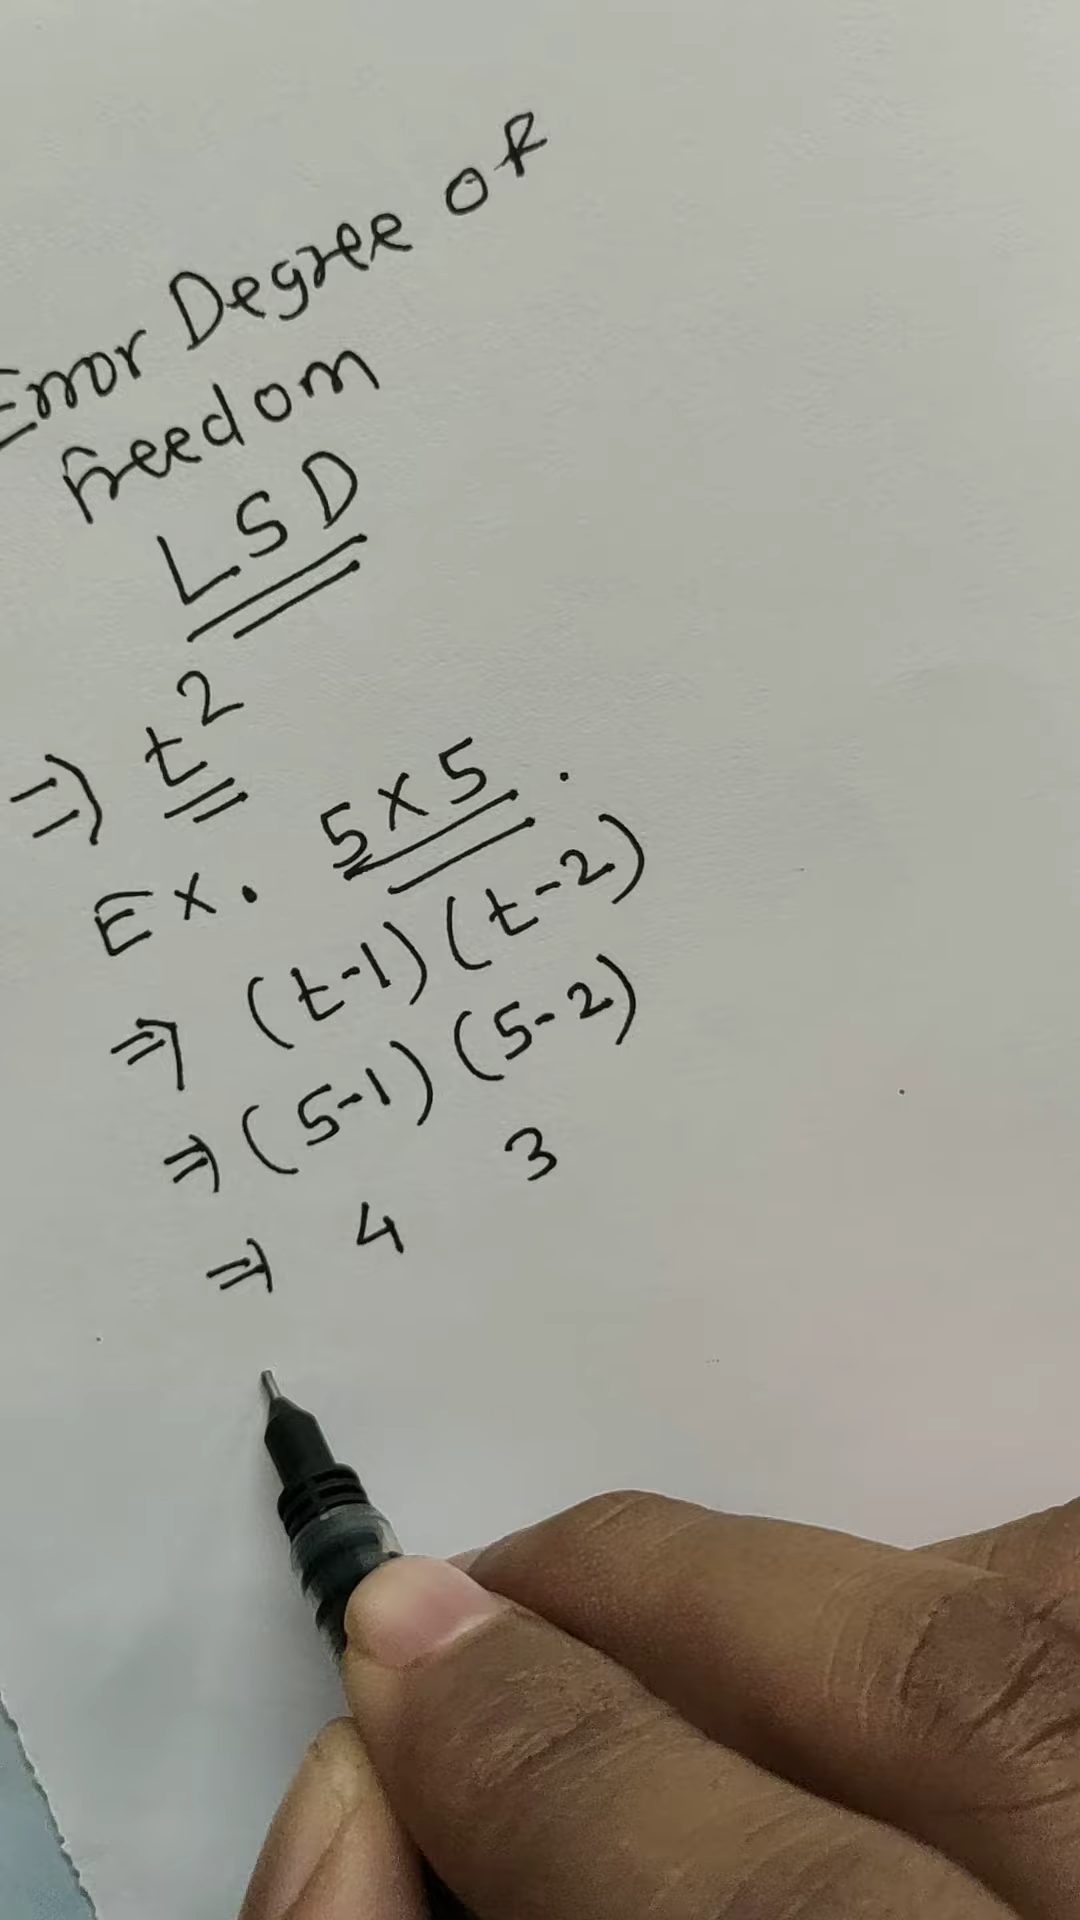 Error Degree of
freedom
LSD
⇒ t²
Ex. 5×5.
⇒ (t-1) (t-2)
⇒ (5-1) (5-2)
⇒ 4 3